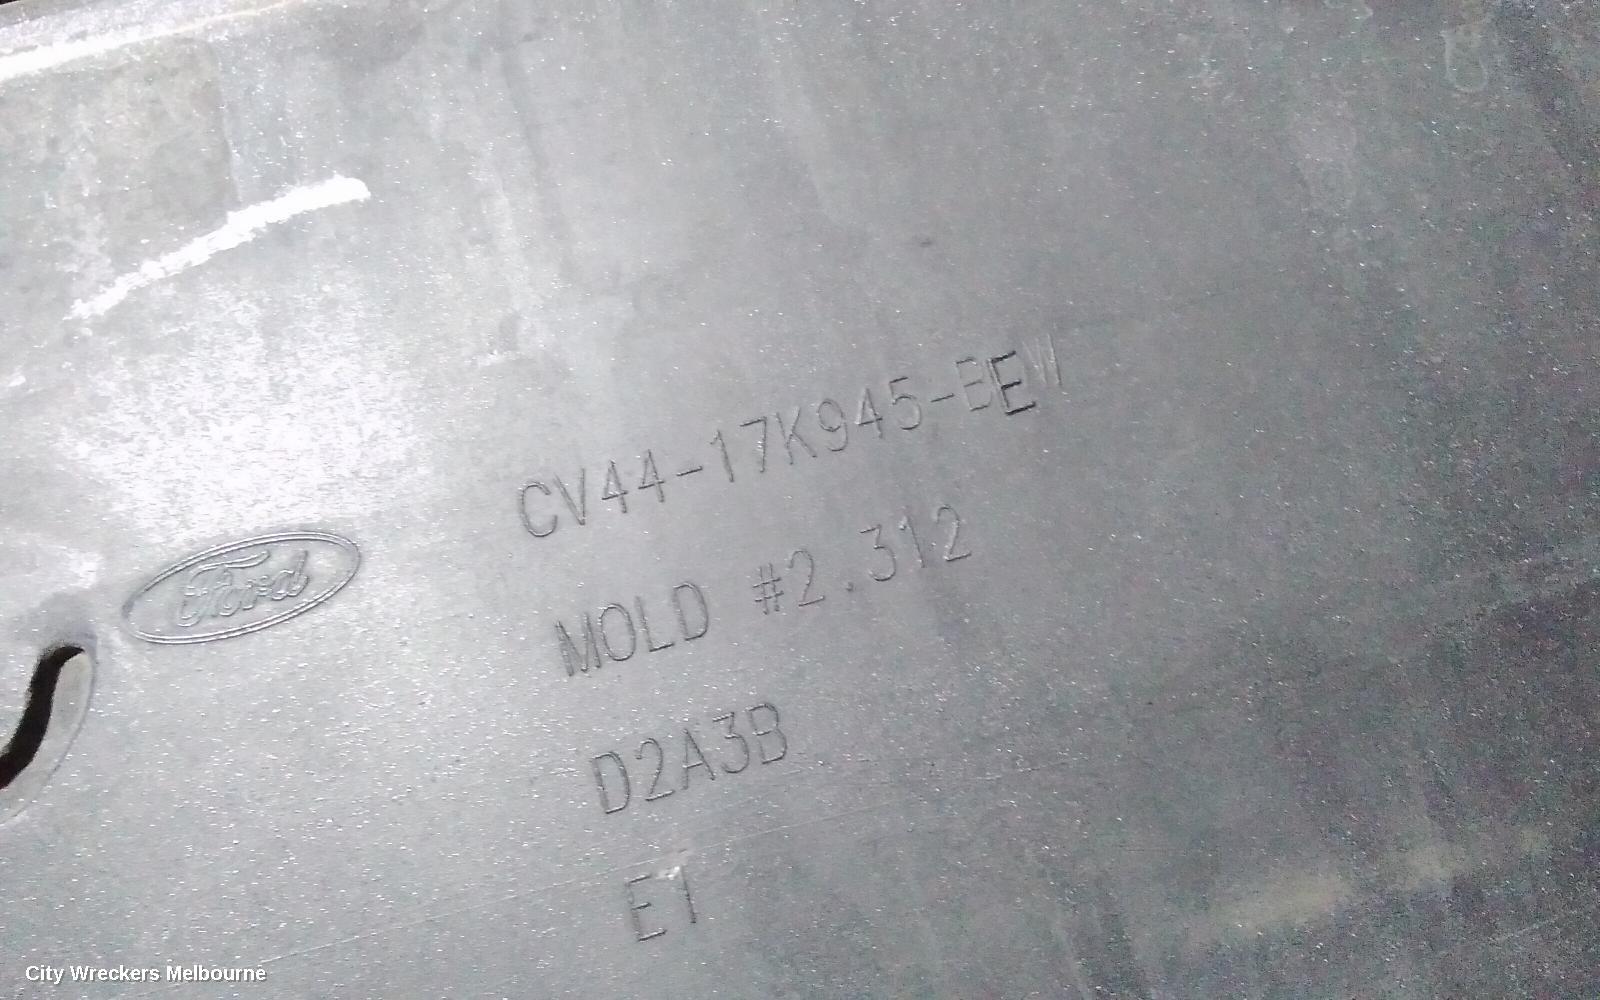 CV44-17K945-BEW
MOLD #2.312
Ford
D2A3B
E1
City Wreckers Melbourne